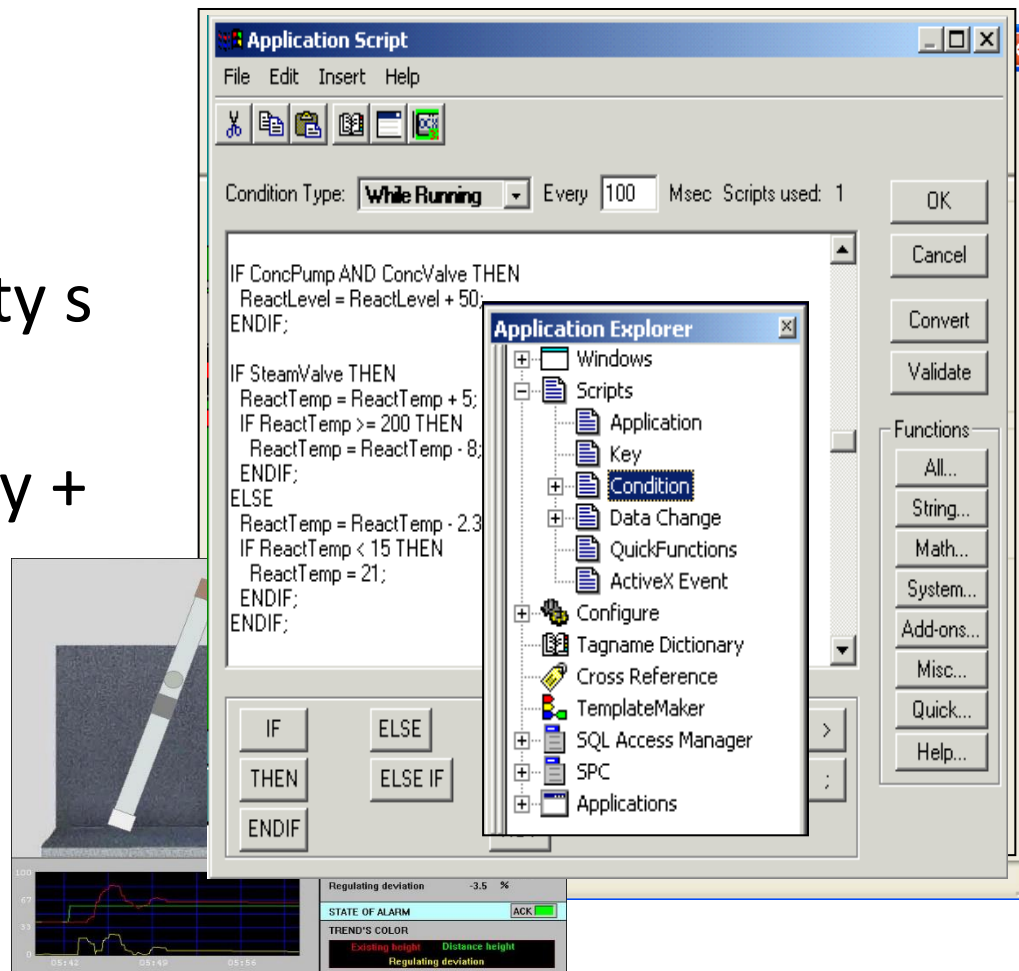 ty s
y +
Application Script
File Edit Insert Help
Condition Type: While Running Every 100 Msec Scripts used: 1
IF ConcPump AND ConcValve THEN
ReactLevel = ReactLevel + 50;
ENDIF;
IF SteamValve THEN
ReactTemp = ReactTemp + 5;
IF ReactTemp >= 200 THEN
ReactTemp = ReactTemp - 8;
ENDIF;
ELSE
ReactTemp = ReactTemp - 2.3
IF ReactTemp < 15 THEN
ReactTemp = 21;
ENDIF;
ENDIF;
OK
Cancel
Convert
Validate
Functions
All...
String...
Math...
System...
Add-ons...
Misc...
Quick...
Help...
IF ELSE >
THEN ELSE IF ;
ENDIF
Application Explorer
Windows
Scripts
Application
Key
Condition
Data Change
QuickFunctions
ActiveX Event
Configure
Tagname Dictionary
Cross Reference
TemplateMaker
SQL Access Manager
SPC
Applications
100
67
33
0
05:42 05:49 05:56
Regulating deviation -3.5 %
STATE OF ALARM ACK
TREND'S COLOR
Existing height Distance height
Regulating deviation